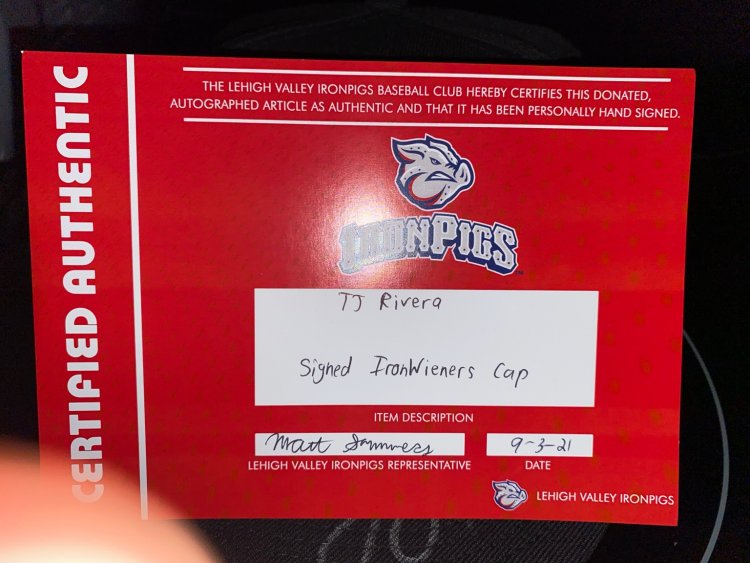 CERTIFIED AUTHENTIC
THE LEHIGH VALLEY IRONPIGS BASEBALL CLUB HEREBY CERTIFIES THIS DONATED,
AUTOGRAPHED ARTICLE AS AUTHENTIC AND THAT IT HAS BEEN PERSONALLY HAND SIGNED.
IRONPIGS
TJ Rivera
Signed IronWieners Cap
ITEM DESCRIPTION
Matt
9-3-21
LEHIGH VALLEY IRONPIGS REPRESENTATIVE
DATE
LEHIGH VALLEY IRONPIGS